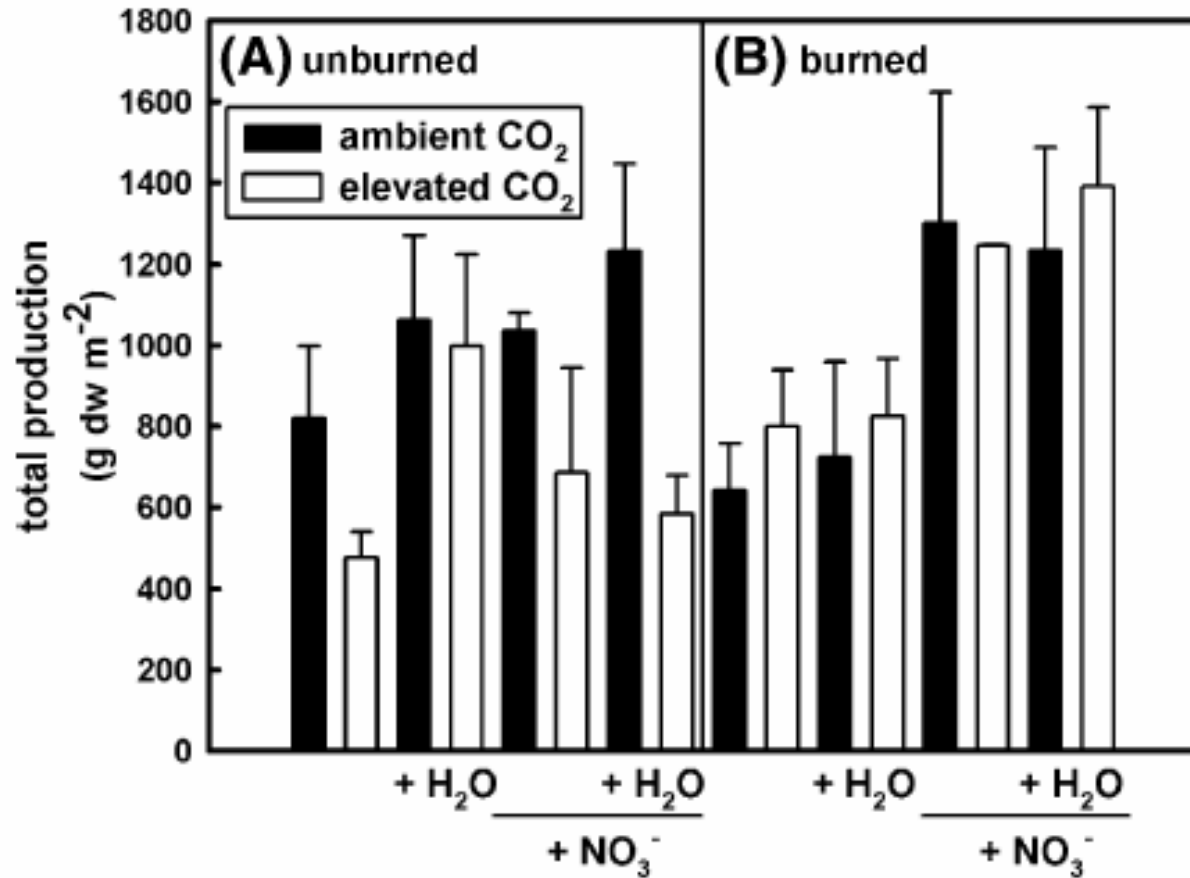 (A) unburned
(B) burned
ambient CO₂
elevated CO₂
total production
(g dw m⁻²)
1800
1600
1400
1200
1000
800
600
400
200
0
+ H₂O + H₂O + H₂O + H₂O
+ NO₃⁻ + NO₃⁻